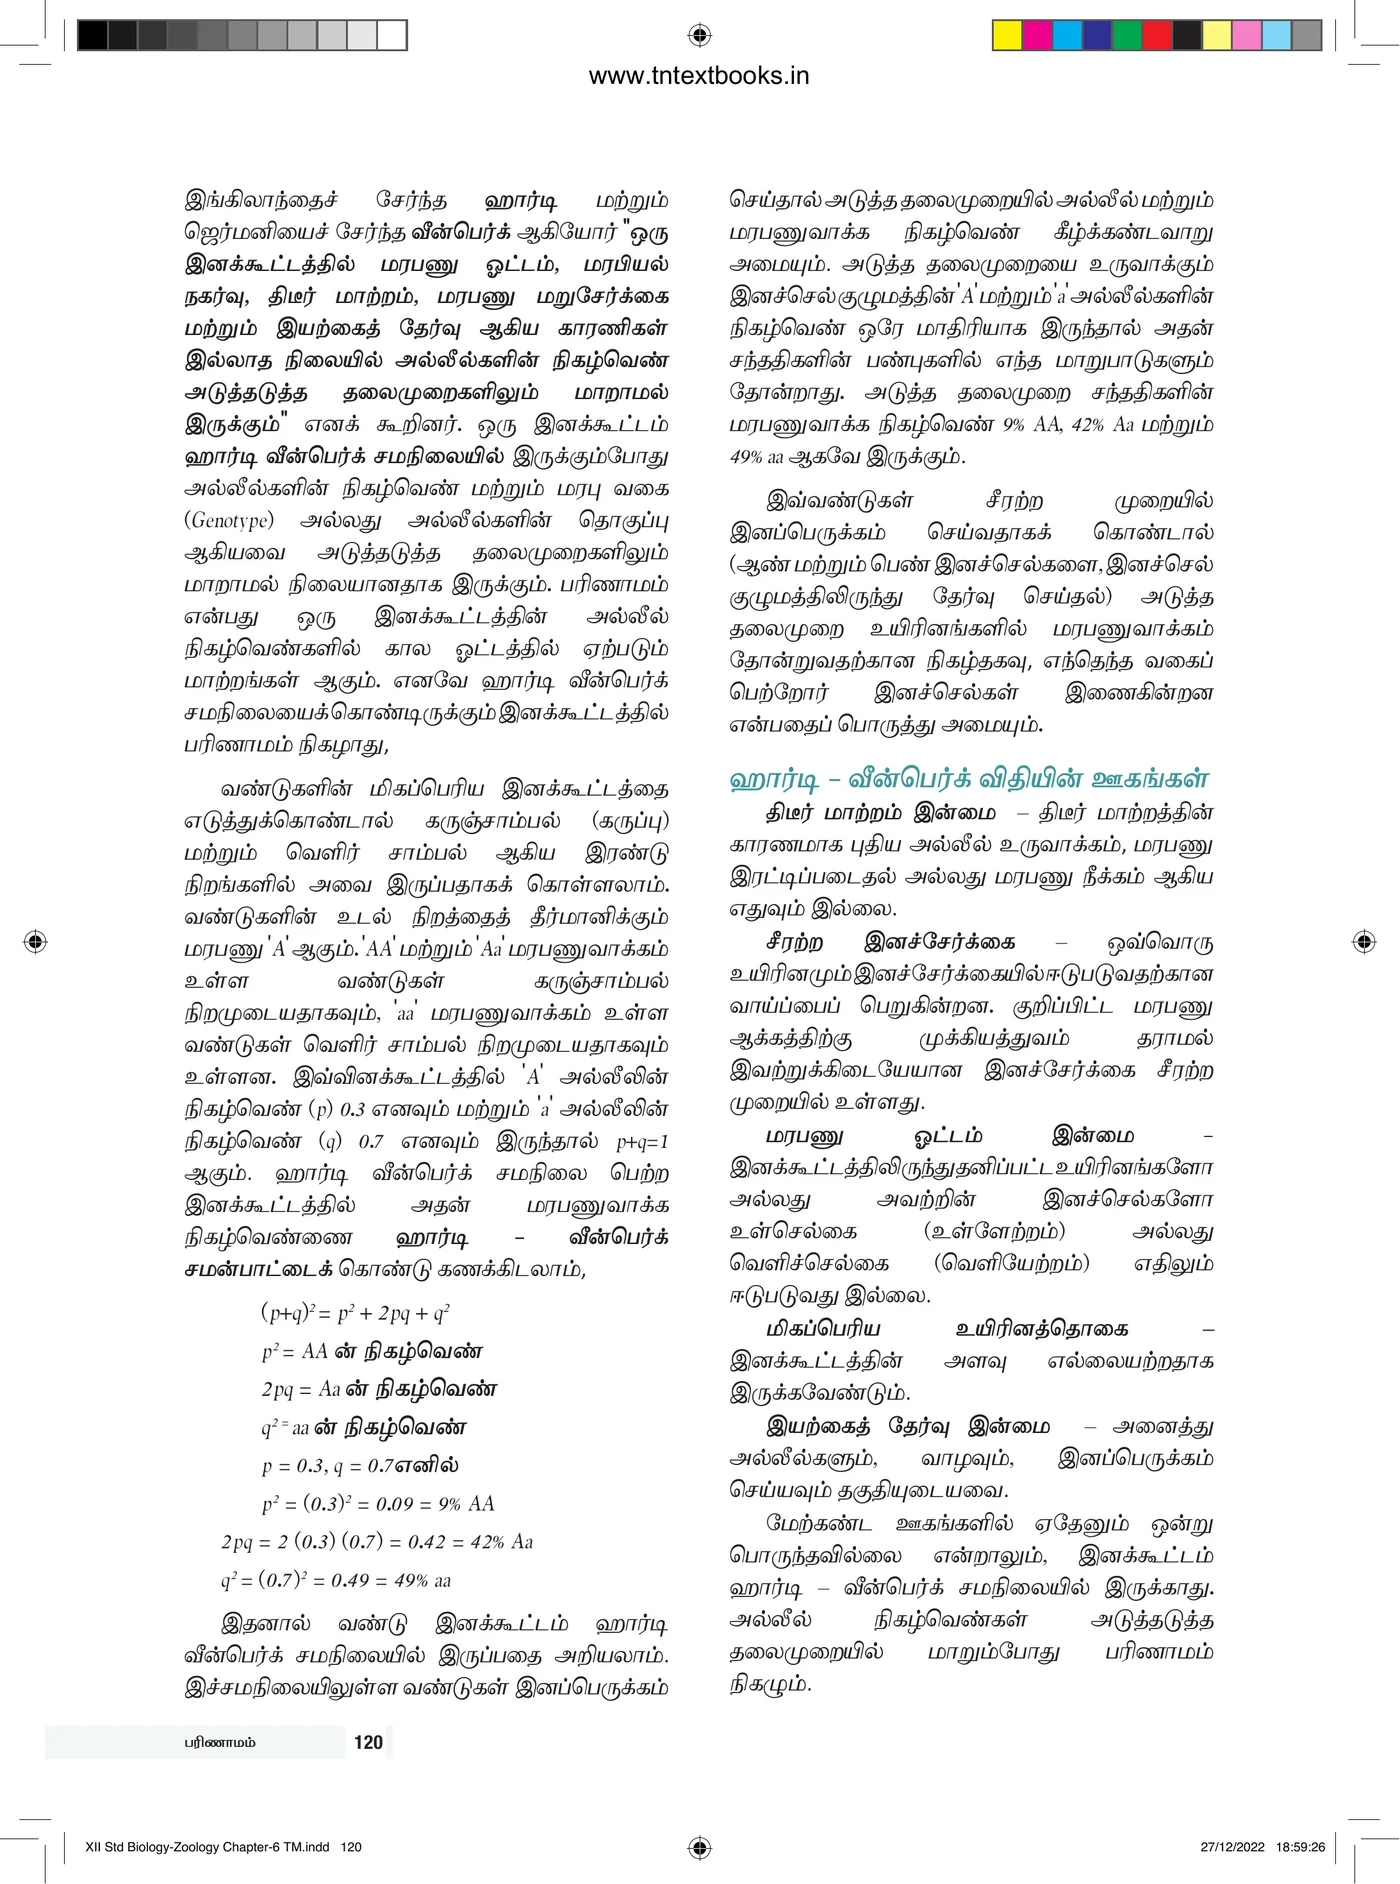 www.tntextbooks.in
இங்கிலாந்தைச் சேர்ந்த ஹார்டி மற்றும்
ஜெர்மனியைச் சேர்ந்த வீன்பெர்க் ஆகியோர் "ஒரு
இனக்கூட்டத்தில் மரபணு ஓட்டம், மரபியல்
நகர்வு, திடீர் மாற்றம், மரபணு மறுசேர்க்கை
மற்றும் இயற்கைத் தேர்வு ஆகிய காரணிகள்
இல்லாத நிலையில் அல்லீல்களின் நிகழ்வெண்
அடுத்தடுத்த தலைமுறைகளிலும் மாறாமல்
இருக்கும்" எனக் கூறினர். ஒரு இனக்கூட்டம்
ஹார்டி வீன்பெர்க் சமநிலையில் இருக்கும்போது
அல்லீல்களின் நிகழ்வெண் மற்றும் மரபு வகை
(Genotype) அல்லது அல்லீல்களின் தொகுப்பு
ஆகியவை அடுத்தடுத்த தலைமுறைகளிலும்
மாறாமல் நிலையானதாக இருக்கும். பரிணாமம்
என்பது ஒரு இனக்கூட்டத்தின் அல்லீல்
நிகழ்வெண்களில் கால ஓட்டத்தில் ஏற்படும்
மாற்றங்கள் ஆகும். எனவே ஹார்டி வீன்பெர்க்
சமநிலையைக்கொண்டிருக்கும் இனக்கூட்டத்தில்
பரிணாமம் நிகழாது,
வண்டுகளின் மிகப்பெரிய இனக்கூட்டத்தை
எடுத்துக்கொண்டால் கருஞ்சாம்பல் (கருப்பு)
மற்றும் வெளிர் சாம்பல் ஆகிய இரண்டு
நிறங்களில் அவை இருப்பதாகக் கொள்ளலாம்.
வண்டுகளின் உடல் நிறத்தைத் தீர்மானிக்கும்
மரபணு 'A' ஆகும். 'AA' மற்றும் 'Aa' மரபணுவாக்கம்
உள்ள வண்டுகள் கருஞ்சாம்பல்
நிறமுடையதாகவும், 'aa' மரபணுவாக்கம் உள்ள
வண்டுகள் வெளிர் சாம்பல் நிறமுடையதாகவும்
உள்ளன. இவ்வினக்கூட்டத்தில் 'A' அல்லீலின்
நிகழ்வெண் (p) 0.3 எனவும் மற்றும் 'a' அல்லீலின்
நிகழ்வெண் (q) 0.7 எனவும் இருந்தால் p+q=1
ஆகும். ஹார்டி வீன்பெர்க் சமநிலை பெற்ற
இனக்கூட்டத்தில் அதன் மரபணுவாக்க
நிகழ்வெண்ணை ஹார்டி – வீன்பெர்க்
சமன்பாட்டைக் கொண்டு கணக்கிடலாம்,
(p+q)² = p² + 2pq + q²
p² = AA ன் நிகழ்வெண்
2pq = Aa ன் நிகழ்வெண்
q² = aa ன் நிகழ்வெண்
p = 0.3, q = 0.7எனில்
p² = (0.3)² = 0.09 = 9% AA
2pq = 2 (0.3) (0.7) = 0.42 = 42% Aa
q² = (0.7)² = 0.49 = 49% aa
இதனால் வண்டு இனக்கூட்டம் ஹார்டி
வீன்பெர்க் சமநிலையில் இருப்பதை அறியலாம்.
இச்சமநிலையிலுள்ள வண்டுகள் இனப்பெருக்கம்
செய்தால் அடுத்த தலைமுறையில் அல்லீல் மற்றும்
மரபணுவாக்க நிகழ்வெண் கீழ்க்கண்டவாறு
அமையும். அடுத்த தலைமுறையை உருவாக்கும்
இனச்செல் குழுமத்தின் 'A' மற்றும் 'a' அல்லீல்களின்
நிகழ்வெண் ஒரே மாதிரியாக இருந்தால் அதன்
சந்ததிகளின் பண்புகளில் எந்த மாறுபாடுகளும்
தோன்றாது. அடுத்த தலைமுறை சந்ததிகளின்
மரபணுவாக்க நிகழ்வெண் 9% AA, 42% Aa மற்றும்
49% aa ஆகவே இருக்கும்.
இவ்வண்டுகள் சீரற்ற முறையில்
இனப்பெருக்கம் செய்வதாகக் கொண்டால்
(ஆண் மற்றும் பெண் இனச்செல்களை, இனச்செல்
குழுமத்திலிருந்து தேர்வு செய்தல்) அடுத்த
தலைமுறை உயிரினங்களில் மரபணுவாக்கம்
தோன்றுவதற்கான நிகழ்தகவு, எந்தெந்த வகைப்
பெற்றோர் இனச்செல்கள் இணைகின்றன
என்பதைப் பொருத்து அமையும்.
ஹார்டி – வீன்பெர்க் விதியின் ஊகங்கள்
திடீர் மாற்றம் இன்மை – திடீர் மாற்றத்தின்
காரணமாக புதிய அல்லீல் உருவாக்கம், மரபணு
இரட்டிப்படைதல் அல்லது மரபணு நீக்கம் ஆகிய
எதுவும் இல்லை.
சீரற்ற இனச்சேர்க்கை – ஒவ்வொரு
உயிரினமும் இனச்சேர்க்கையில் ஈடுபடுவதற்கான
வாய்ப்பைப் பெறுகின்றன. குறிப்பிட்ட மரபணு
ஆக்கத்திற்கு முக்கியத்துவம் தராமல்
இவற்றுக்கிடையேயான இனச்சேர்க்கை சீரற்ற
முறையில் உள்ளது.
மரபணு ஓட்டம் இன்மை –
இனக்கூட்டத்திலிருந்து தனிப்பட்ட உயிரினங்களோ
அல்லது அவற்றின் இனச்செல்களோ
உள்செல்கை (உள்ளேற்றம்) அல்லது
வெளிச்செல்கை (வெளியேற்றம்) எதிலும்
ஈடுபடுவது இல்லை.
மிகப்பெரிய உயிரினத்தொகை –
இனக்கூட்டத்தின் அளவு எல்லையற்றதாக
இருக்கவேண்டும்.
இயற்கைத் தேர்வு இன்மை – அனைத்து
அல்லீல்களும், வாழவும், இனப்பெருக்கம்
செய்யவும் தகுதியுடையவை.
மேற்கண்ட ஊகங்களில் ஏதேனும் ஒன்று
பொருந்தவில்லை என்றாலும், இனக்கூட்டம்
ஹார்டி – வீன்பெர்க் சமநிலையில் இருக்காது.
அல்லீல் நிகழ்வெண்கள் அடுத்தடுத்த
தலைமுறையில் மாறும்போது பரிணாமம்
நிகழும்.
பரிணாமம் 120
XII Std Biology-Zoology Chapter-6 TM.indd 120
27/12/2022 18:59:26